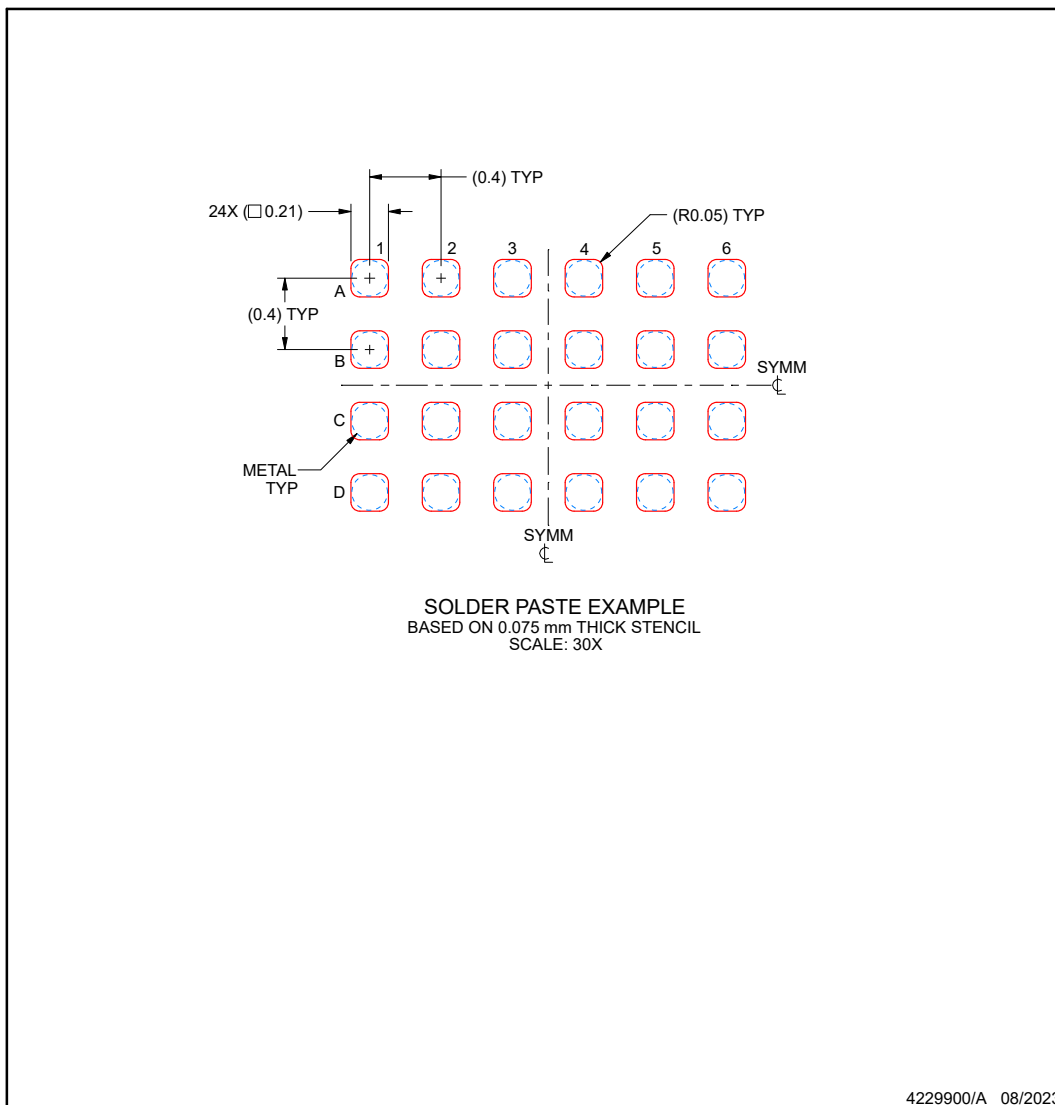 (0.4) TYP
24X (□ 0.21)
(R0.05) TYP
1 2 3 4 5 6
A
(0.4) TYP
B
SYMM
C
METAL
TYP
D
SYMM
SOLDER PASTE EXAMPLE
BASED ON 0.075 mm THICK STENCIL
SCALE: 30X
4229900/A 08/2023